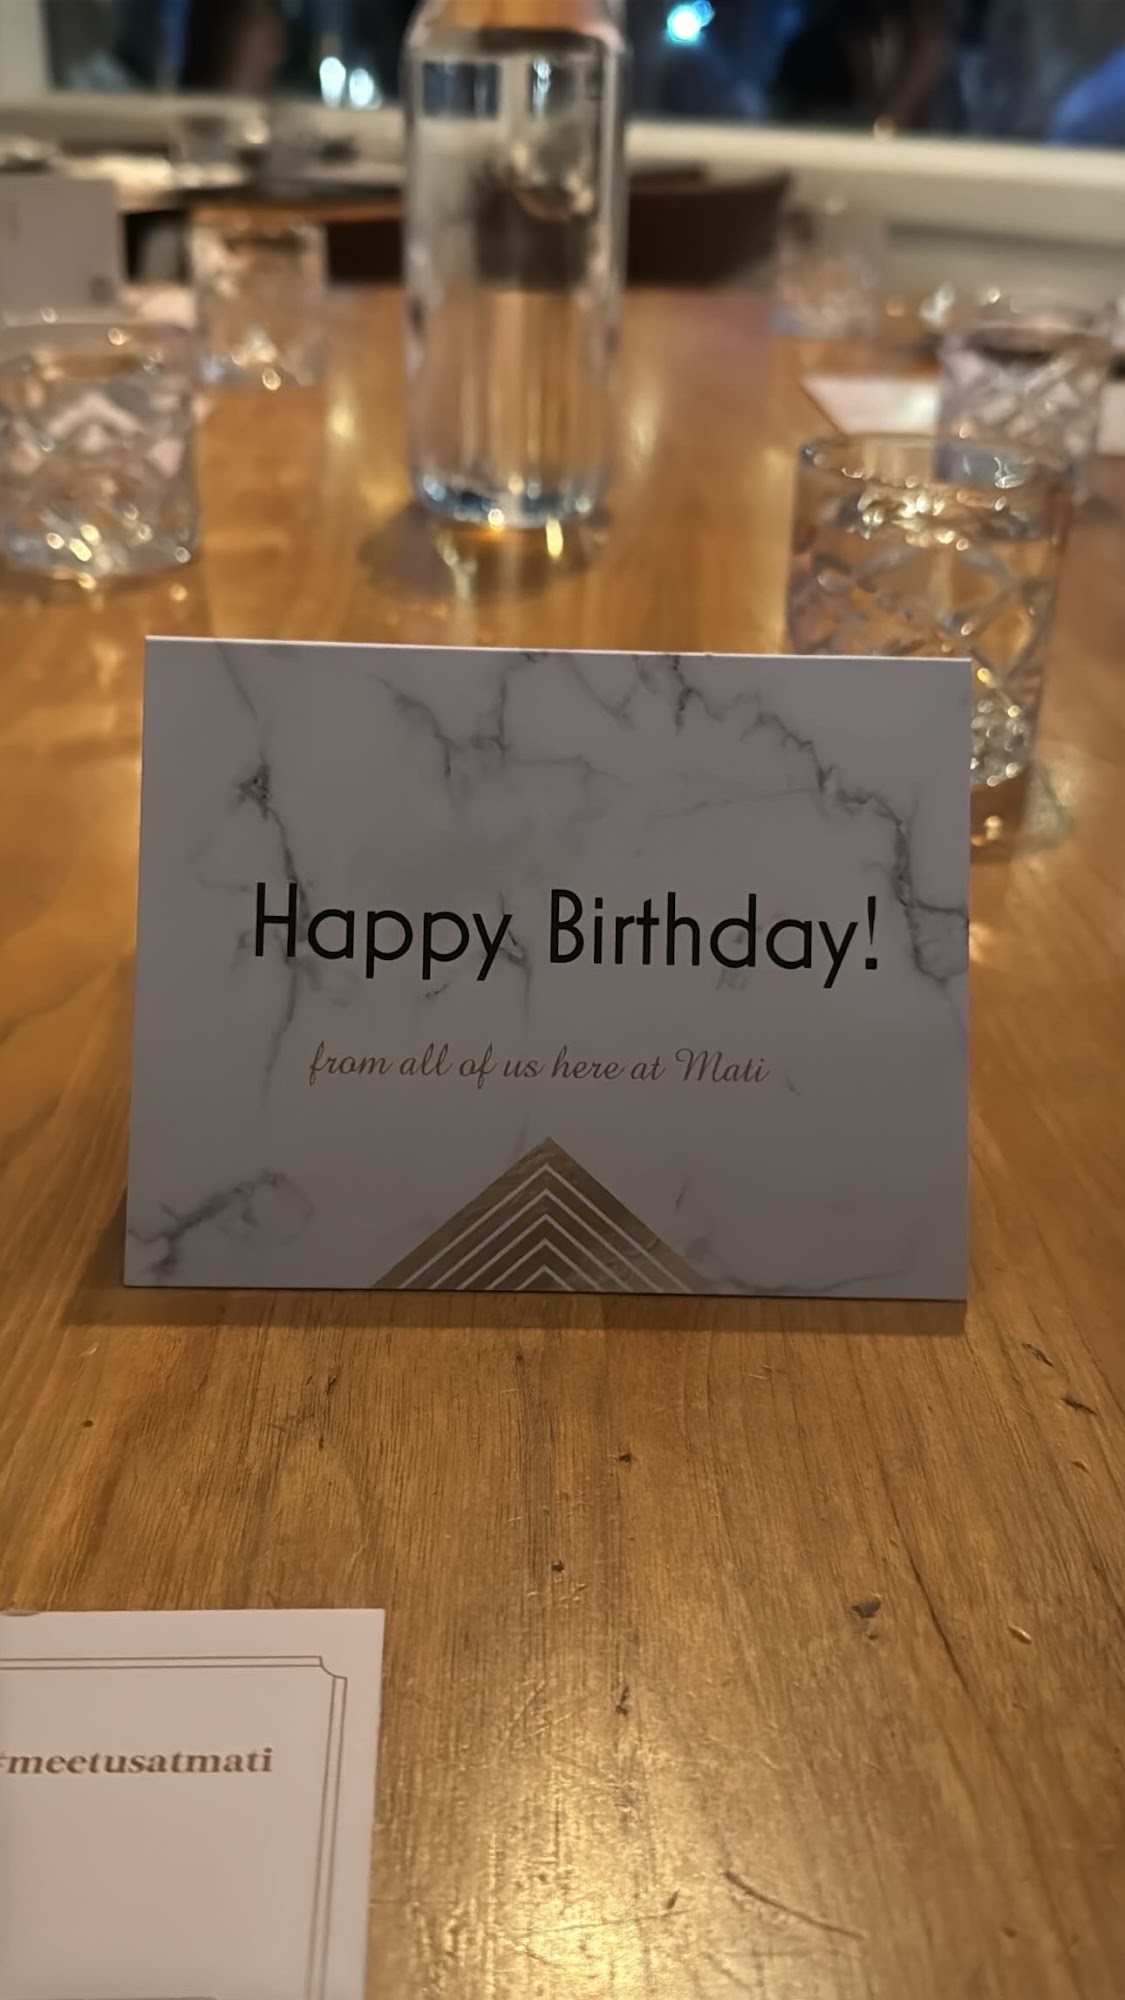 Happy Birthday!
from all of us here at Mati
#meetusatmati